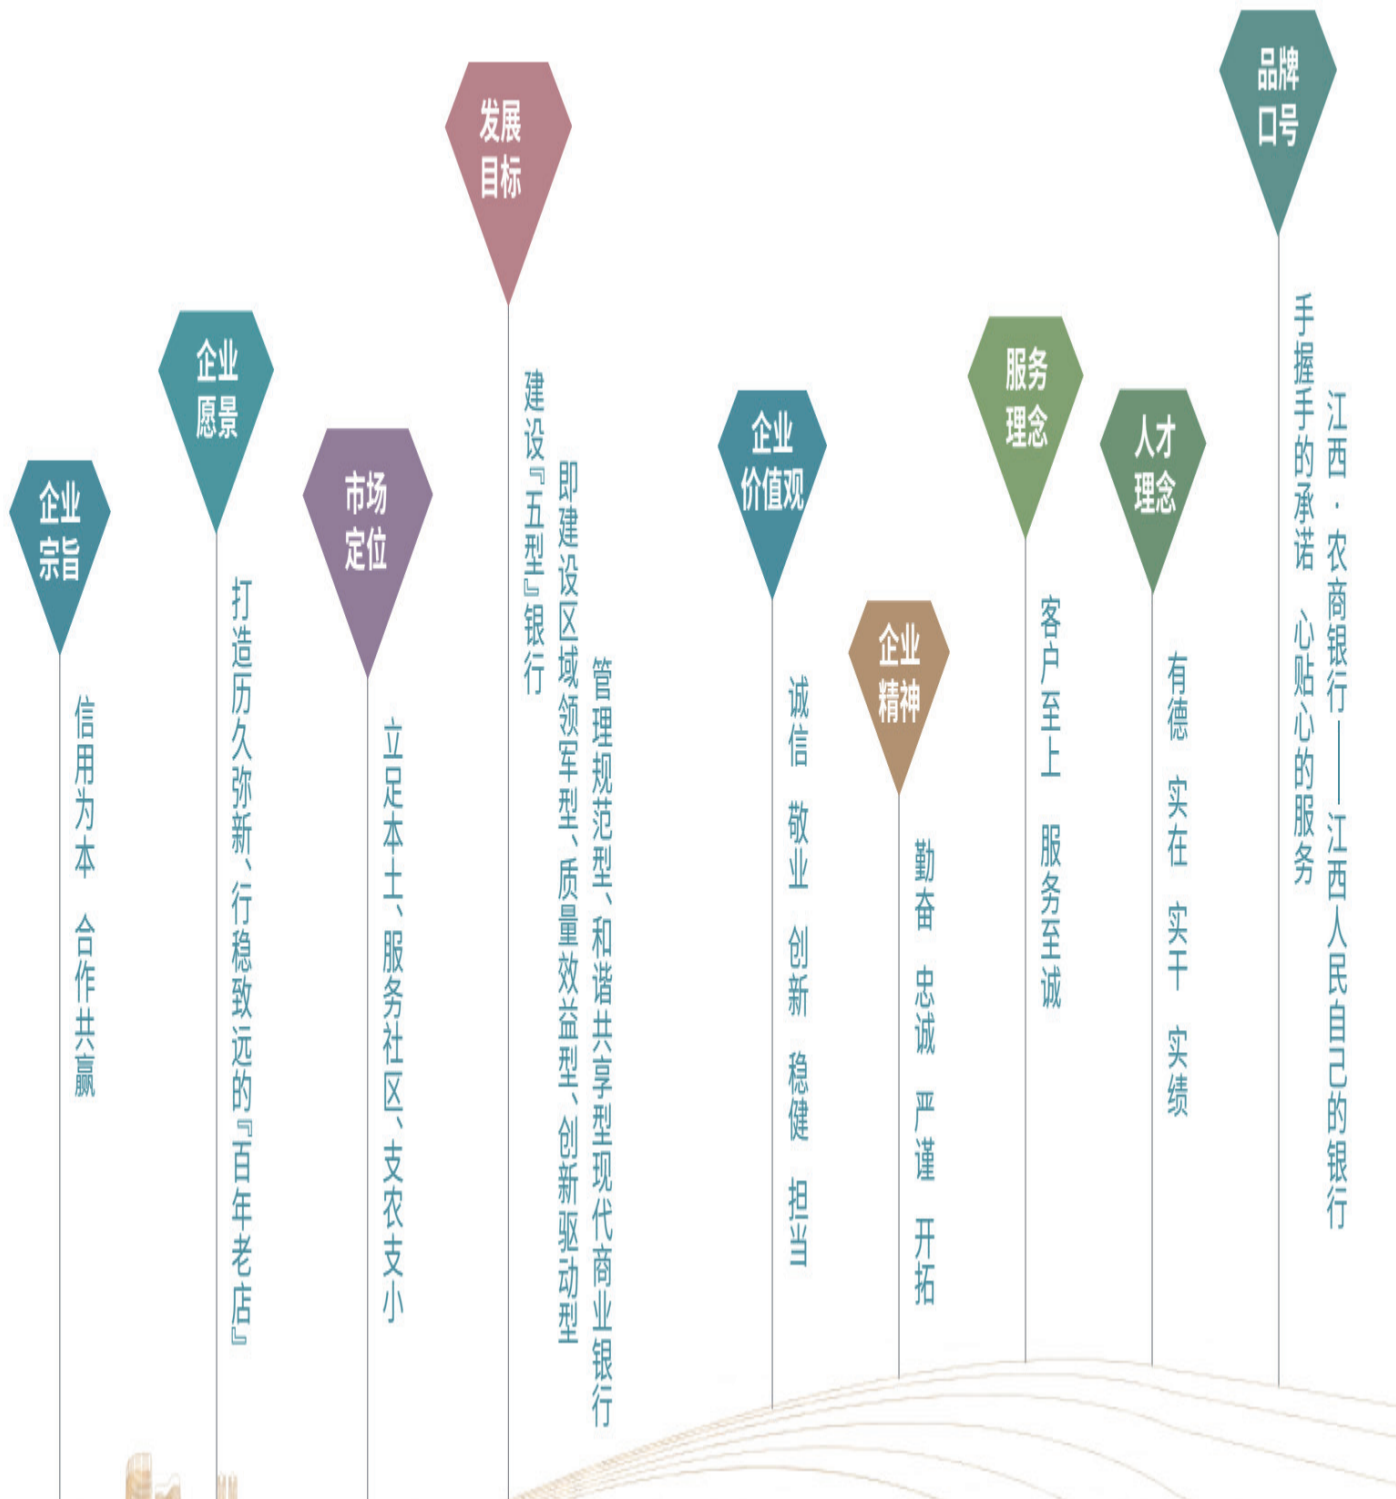 企业
宗旨
信用为本 合作共赢
企业
愿景
打造历久弥新、行稳致远的『百年老店』
市场
定位
立足本土、服务社区、支农支小
发展
目标
建设『五型』银行
即建设区域领军型、质量效益型、创新驱动型
管理规范型、和谐共享型现代商业银行
企业
价值观
诚信 敬业 创新 稳健 担当
企业
精神
勤奋 忠诚 严谨 开拓
服务
理念
客户至上 服务至诚
人才
理念
有德 实在 实干 实绩
品牌
口号
手握手的承诺 心贴心的服务
江西·农商银行——江西人民自己的银行